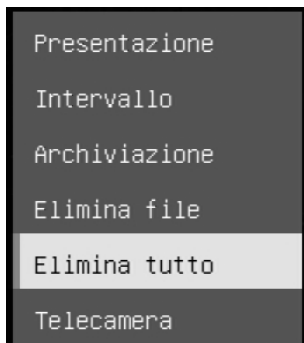 Presentazione
Intervallo
Archiviazione
Elimina file
Elimina tutto
Telecamera